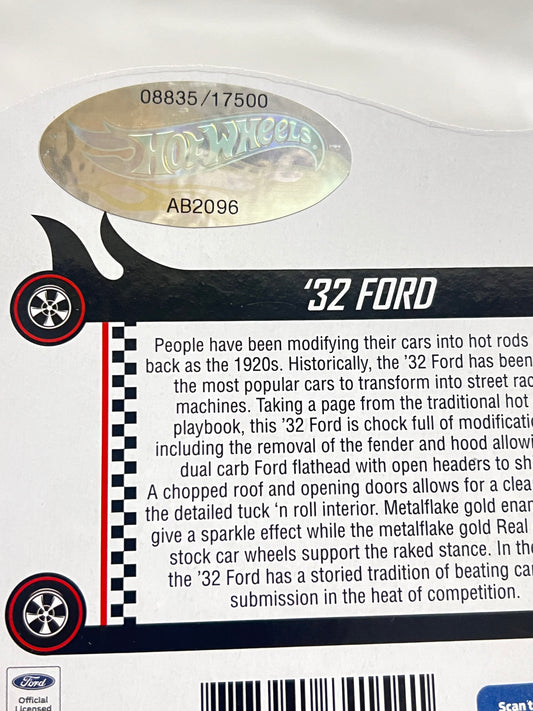 08835/17500
HOT WHEELS
AB2096
'32 FORD
People have been modifying their cars into hot rods
back as the 1920s. Historically, the '32 Ford has been
the most popular cars to transform into street rac
machines. Taking a page from the traditional hot
playbook, this '32 Ford is chock full of modificati
including the removal of the fender and hood allowi
dual carb Ford flathead with open headers to sh
A chopped roof and opening doors allows for a clea
the detailed tuck 'n roll interior. Metalflake gold enam
give a sparkle effect while the metalflake gold Real
stock car wheels support the raked stance. In the
the '32 Ford has a storied tradition of beating ca
submission in the heat of competition.
Ford
Official
Licensed
Scan t